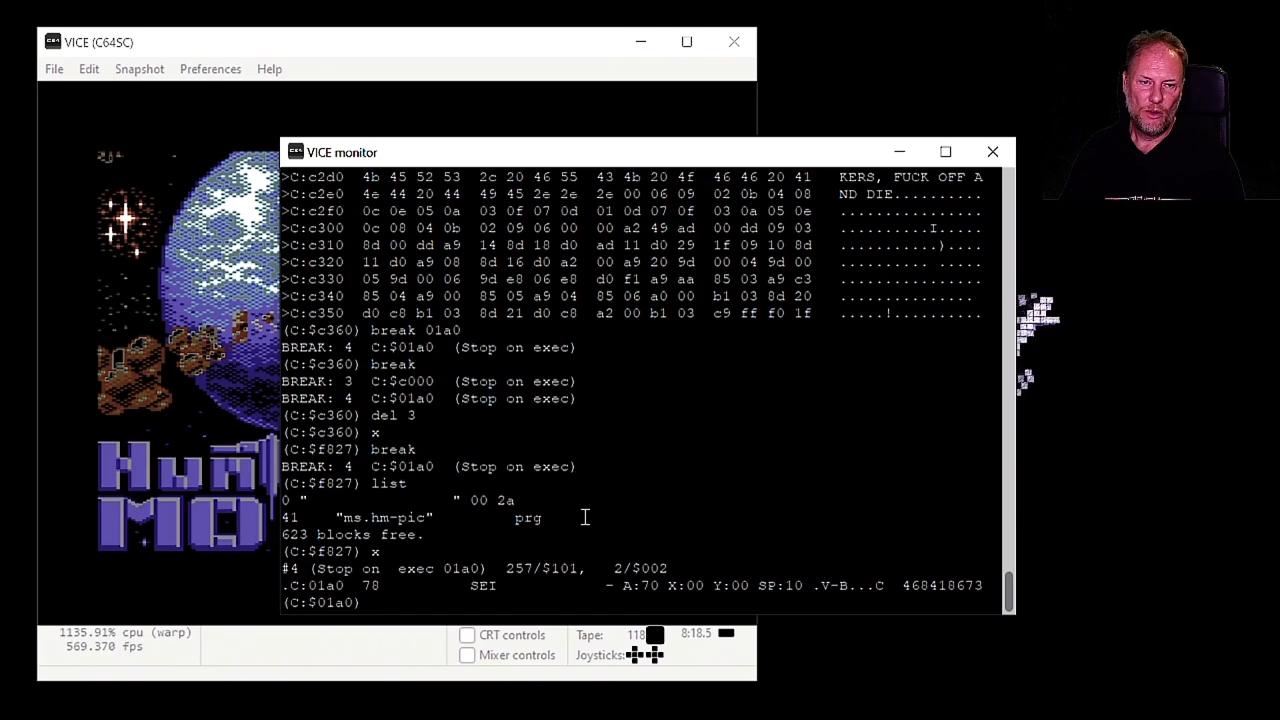 VICE (C64SC)
File Edit Snapshot Preferences Help
VICE monitor
>C:c2d0 4b 45 52 53 2c 20 46 55 43 4b 20 4f 46 46 20 41 KERS, FUCK OFF A
>C:c2e0 4e 44 20 44 49 45 2e 2e 2e 00 06 09 02 0b 04 08 ND DIE..........
>C:c2f0 0c 0e 05 0a 03 0f 07 0d 01 0d 07 0f 03 0a 05 0e ................
>C:c300 0c 08 04 0b 02 09 06 00 00 a2 49 ad 00 dd 09 03 ..........I.....
>C:c310 8d 00 dd a9 14 8d 18 d0 ad 11 d0 29 1f 09 10 8d ...........)....
>C:c320 11 d0 a9 08 8d 16 d0 a2 00 a9 20 9d 00 04 9d 00 .......... .....
>C:c330 05 9d 00 06 9d e8 06 e8 d0 f1 a9 aa 85 03 a9 c3 ................
>C:c340 85 04 a9 00 85 05 a9 04 85 06 a0 00 b1 03 8d 20 ...............
>C:c350 d0 c8 b1 03 8d 21 d0 c8 a2 00 b1 03 c9 ff f0 1f .....!..........
(C:$c360) break 01a0
BREAK: 4 C:$01a0 (Stop on exec)
(C:$c360) break
BREAK: 3 C:$c000 (Stop on exec)
BREAK: 4 C:$01a0 (Stop on exec)
(C:$c360) del 3
(C:$c360) x
(C:$f827) break
BREAK: 4 C:$01a0 (Stop on exec)
(C:$f827) list
0 " " 00 2a
41 "ms.hm-pic" prg
623 blocks free.
(C:$f827) x
#4 (Stop on exec 01a0) 257/$101, 2/$002
.C:01a0 78 SEI - A:70 X:00 Y:00 SP:10 .V-B...C 468418673
(C:$01a0)
1135.91% cpu (warp)
569.370 fps
CRT controls
Mixer controls
Tape: 118 8:18.5
Joysticks: